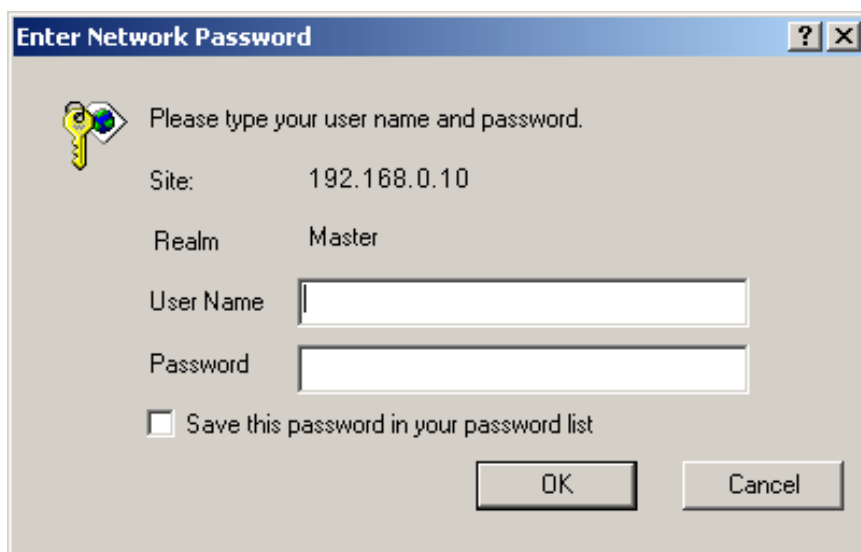 Enter Network Password
Please type your user name and password.
Site: 192.168.0.10
Realm Master
User Name
Password
Save this password in your password list
OK Cancel